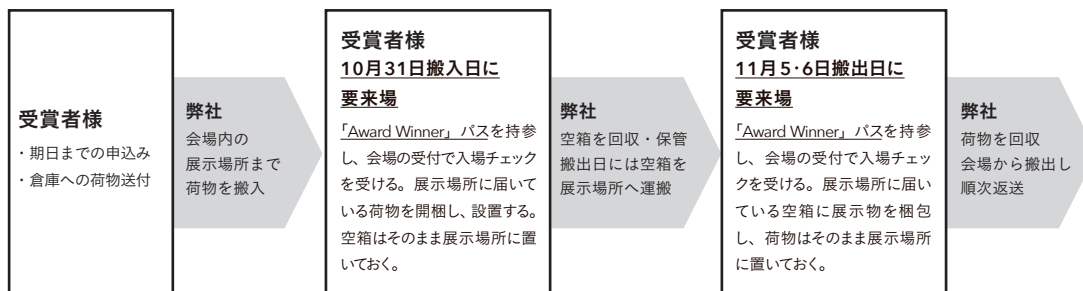 受賞者様
・期日までの申込み
・倉庫への荷物送付
弊社
会場内の
展示場所まで
荷物を搬入
受賞者様
10月31日搬入日に
要来場
「Award Winner」パスを持参
し、会場の受付で入場チェック
を受ける。展示場所に届いて
いる荷物を開梱し、設置する。
空箱はそのまま展示場所に置
いておく。
弊社
空箱を回収・保管
搬出日には空箱を
展示場所へ運搬
受賞者様
11月5・6日搬出日に
要来場
「Award Winner」パスを持参
し、会場の受付で入場チェッ
クを受ける。展示場所に届い
ている空箱に展示物を梱包
し、荷物はそのまま展示場所
に置いておく。
弊社
荷物を回収
会場から搬出し
順次返送